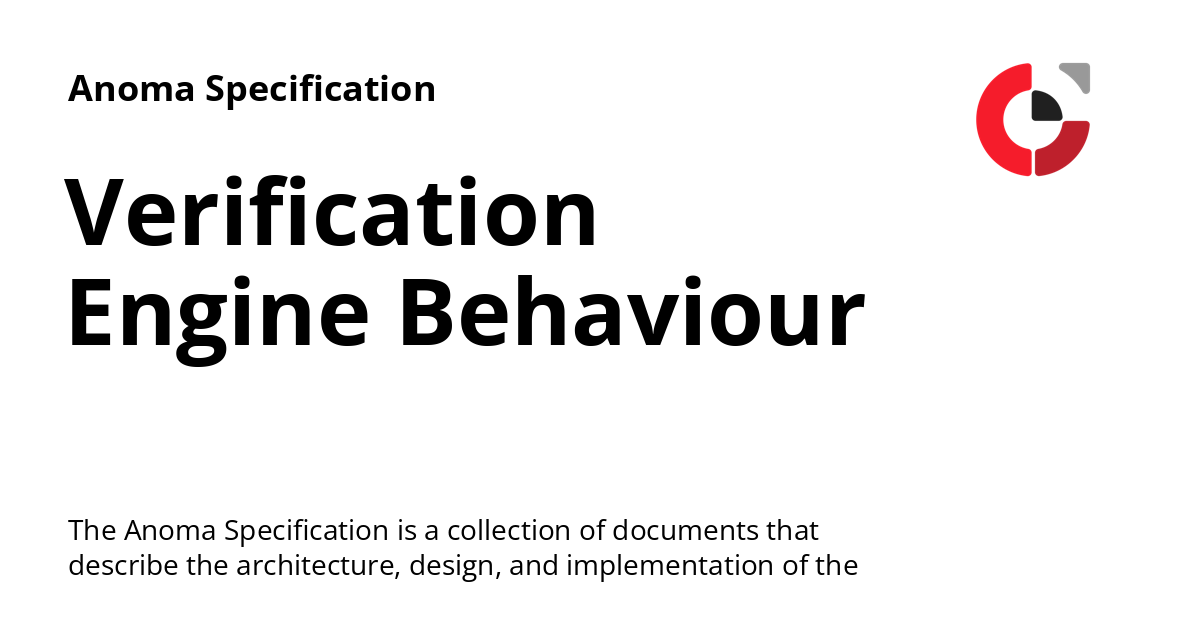 Anoma Specification
Verification
Engine Behaviour
The Anoma Specification is a collection of documents that
describe the architecture, design, and implementation of the